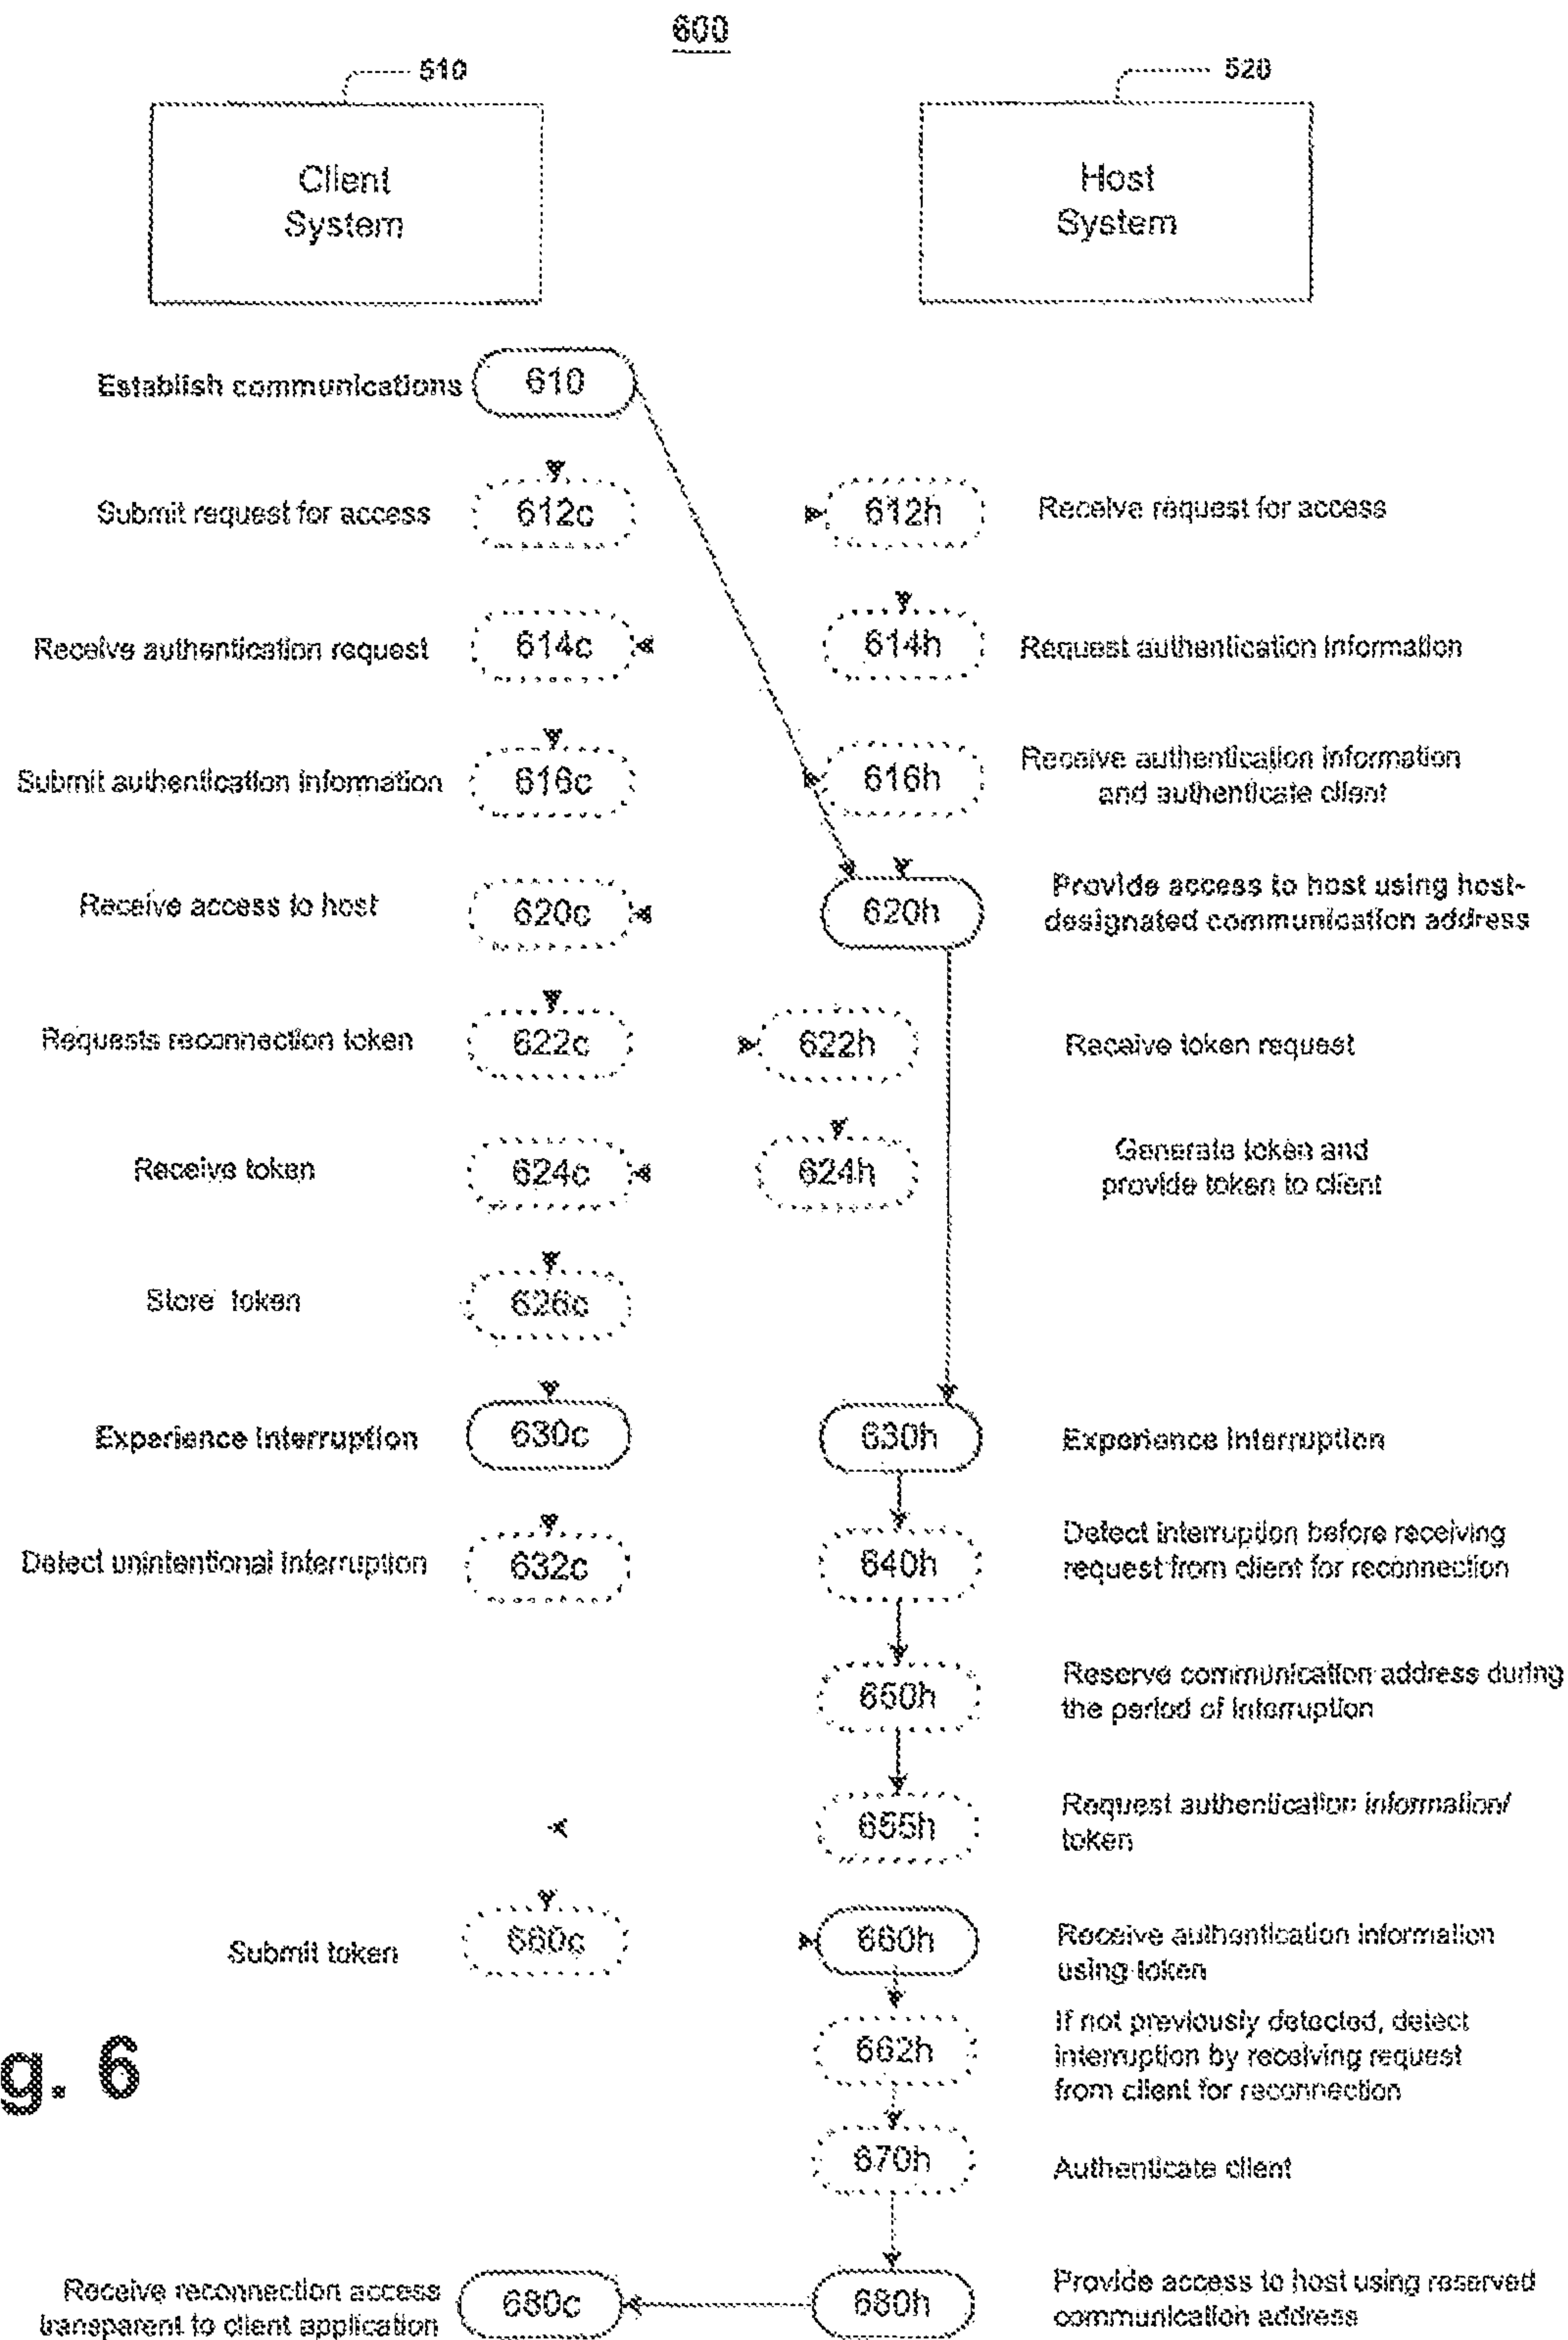 600
510
520
Client
System
Host
System
Establish communications
610
Submit request for access
612c
612h
Receive request for access
Receive authentication request
614c
614h
Request authentication information
Submit authentication information
616c
616h
Receive authentication information
and authenticate client
Receive access to host
620c
620h
Provide access to host using host-
designated communication address
Requests reconnection token
622c
622h
Receive token request
Receive token
624c
624h
Generate token and
provide token to client
Store token
626c
Experience interruption
630c
630h
Experience interruption
Detect unintentional interruption
632c
640h
Detect interruption before receiving
request from client for reconnection
650h
Reserve communication address during
the period of interruption
655h
Request authentication information/
token
Submit token
660c
660h
Receive authentication information
using token
662h
If not previously detected, detect
interruption by receiving request
from client for reconnection
g. 6
670h
Authenticate client
Receive reconnection access
transparent to client application
680c
680h
Provide access to host using reserved
communication address